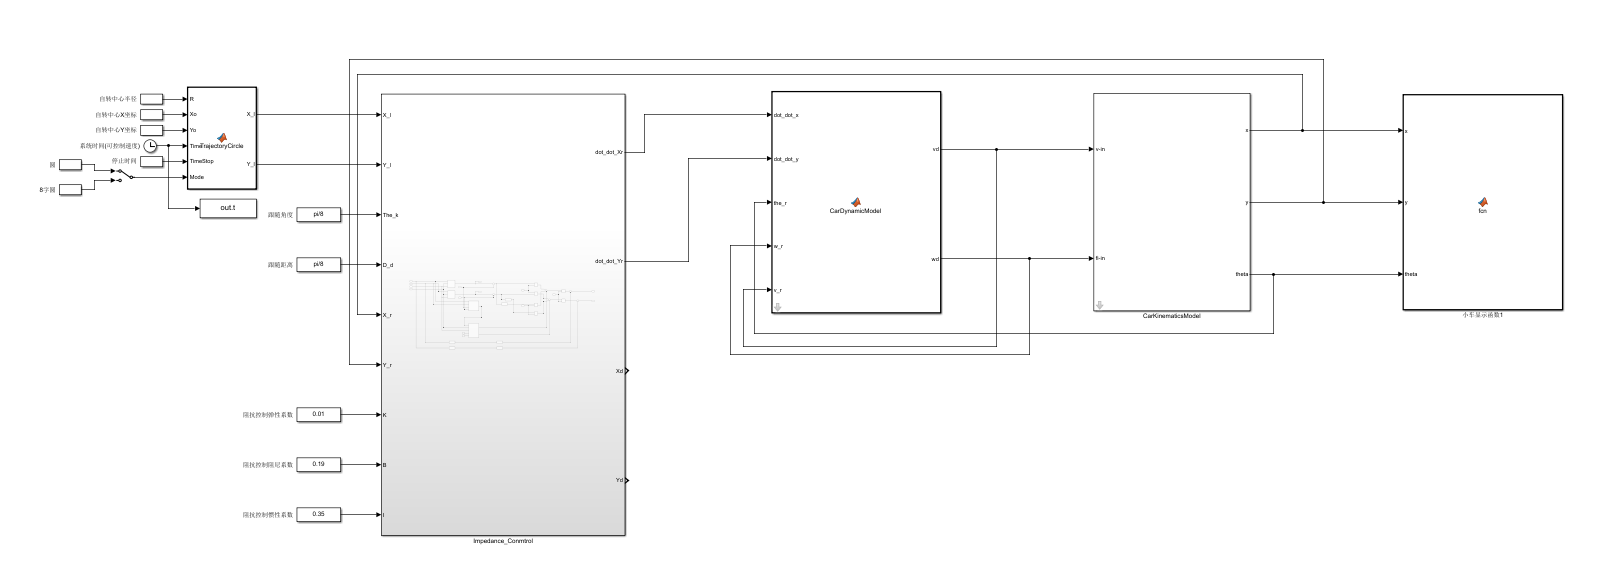 自转中心半径
R
自转中心X坐标
Xo
自转中心Y坐标
Yo
系统时间(可控制速度)
Time
TrajectoryCircle
停止时间
TimeStop
圆
Mode
8字圆
X_l
Y_l
out.t
跟随角度
pi/8
跟随距离
pi/8
阻抗控制弹性系数
0.01
阻抗控制阻尼系数
0.19
阻抗控制惯性系数
0.35
X_l
Y_l
The_k
D_d
X_r
Y_r
K
B
I
dot_dot_Xr
dot_dot_Yr
Xd
Yd
Impedance_Conmtrol
dot_dot_x
dot_dot_y
the_r
w_r
v_r
CarDynamicModel
vd
wd
v-in
fi-in
x
y
theta
CarKinematicsModel
x
y
theta
fcn
小车显示函数1